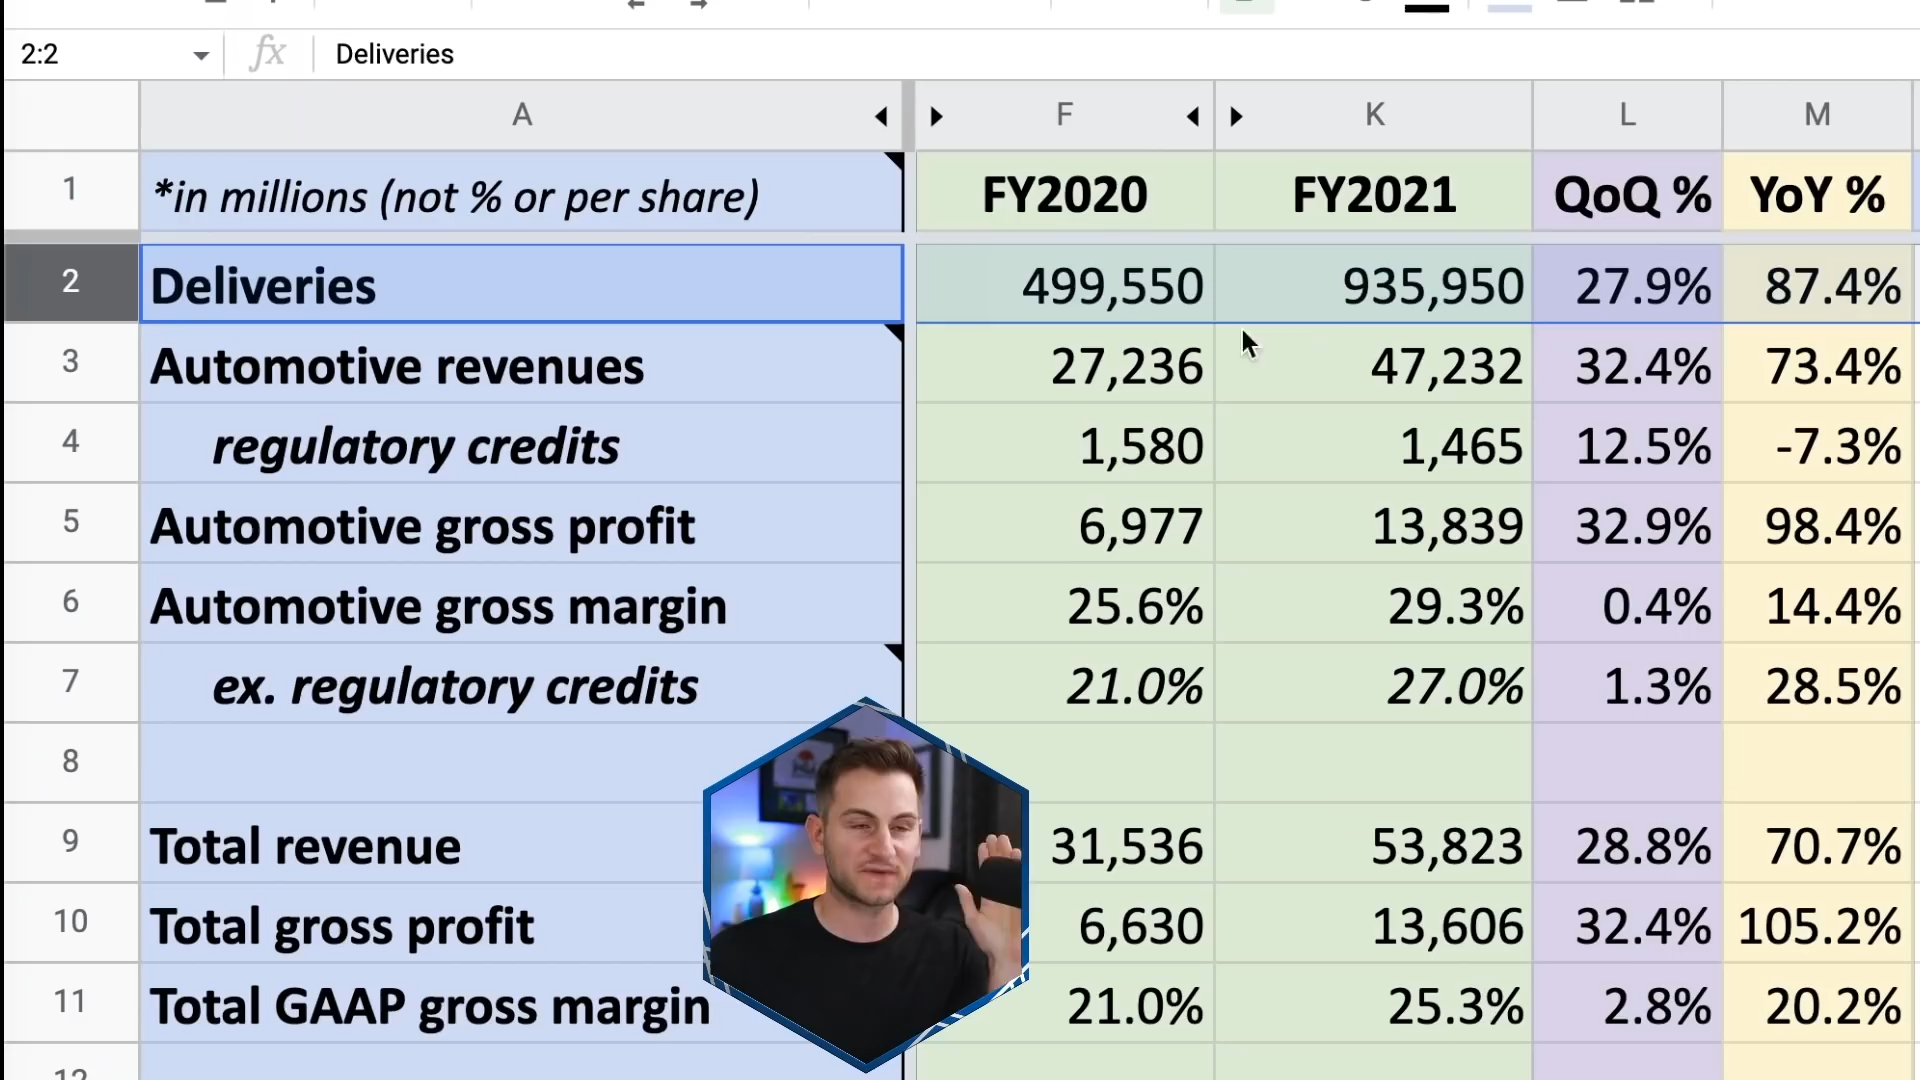 2:2 fx Deliveries
A F K L M
1 *in millions (not % or per share) FY2020 FY2021 QoQ % YoY %
2 Deliveries 499,550 935,950 27.9% 87.4%
3 Automotive revenues 27,236 47,232 32.4% 73.4%
4 regulatory credits 1,580 1,465 12.5% -7.3%
5 Automotive gross profit 6,977 13,839 32.9% 98.4%
6 Automotive gross margin 25.6% 29.3% 0.4% 14.4%
7 ex. regulatory credits 21.0% 27.0% 1.3% 28.5%
8
9 Total revenue 31,536 53,823 28.8% 70.7%
10 Total gross profit 6,630 13,606 32.4% 105.2%
11 Total GAAP gross margin 21.0% 25.3% 2.8% 20.2%
12